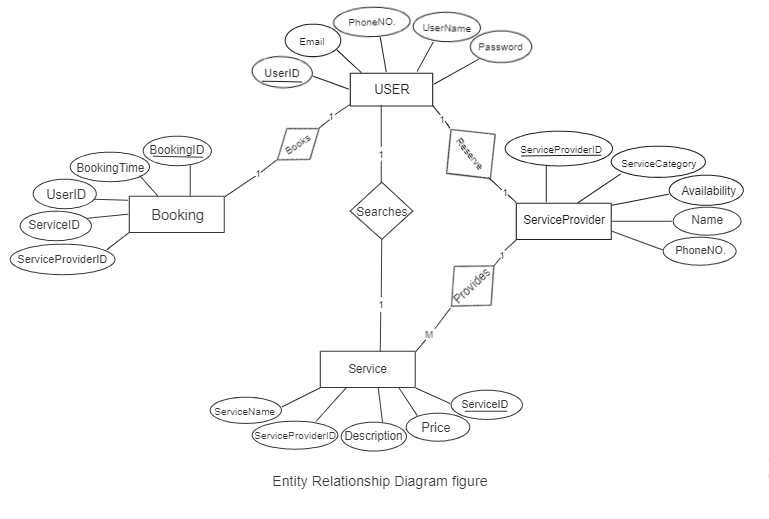 PhoneNO.
UserName
Email
Password
UserID
USER
1
1
Books
Reserve
1
BookingID
ServiceProviderID
ServiceCategory
BookingTime
1
1
UserID
Availability
1
Booking
Searches
ServiceProvider
Name
ServiceID
PhoneNO.
ServiceProviderID
1
Provides
1
M
Service
ServiceName
ServiceID
ServiceProviderID
Description
Price
Entity Relationship Diagram figure